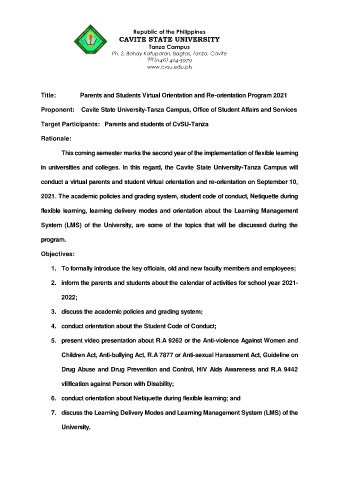 Republic of the Philippines
CAVITE STATE UNIVERSITY
Tanza Campus
Ph. 2, Bahay Katuparan, Bagtas, Tanza, Cavite
(046) 414-3979
www.cvsu.edu.ph
Title: Parents and Students Virtual Orientation and Re-orientation Program 2021
Proponent: Cavite State University-Tanza Campus, Office of Student Affairs and Services
Target Participants: Parents and students of CvSU-Tanza
Rationale:
This coming semester marks the second year of the implementation of flexible learning
in universities and colleges. In this regard, the Cavite State University-Tanza Campus will
conduct a virtual parents and student virtual orientation and re-orientation on September 10,
2021. The academic policies and grading system, student code of conduct, Netiquette during
flexible learning, learning delivery modes and orientation about the Learning Management
System (LMS) of the University, are some of the topics that will be discussed during the
program.
Objectives:
1. To formally introduce the key officials, old and new faculty members and employees;
2. inform the parents and students about the calendar of activities for school year 2021-
2022;
3. discuss the academic policies and grading system;
4. conduct orientation about the Student Code of Conduct;
5. present video presentation about R.A 9262 or the Anti-violence Against Women and
Children Act, Anti-bullying Act, R.A 7877 or Anti-sexual Harassment Act, Guideline on
Drug Abuse and Drug Prevention and Control, HIV Aids Awareness and R.A 9442
vilification against Person with Disability;
6. conduct orientation about Netiquette during flexible learning; and
7. discuss the Learning Delivery Modes and Learning Management System (LMS) of the
University.